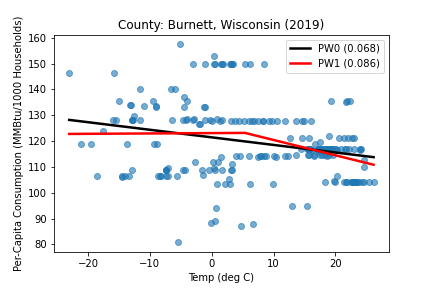 County: Burnett, Wisconsin (2019)
Per-Capita Consumption (MMBtu/1000 Households)
160
150
140
130
120
110
100
90
80
PW0 (0.068)
PW1 (0.086)
−20
−10
0
10
20
Temp (deg C)